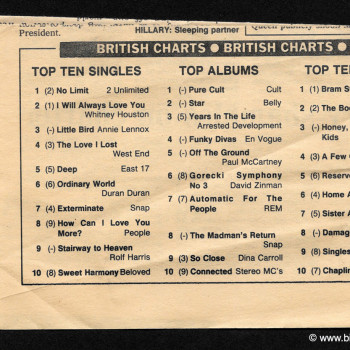 HILLARY: Sleeping partner
President.
BRITISH CHARTS ● BRITISH CHARTS ●
TOP TEN SINGLES
1 (2) No Limit 2 Unlimited
2 (1) I Will Always Love You
Whitney Houston
3 (-) Little Bird Annie Lennox
4 (3) The Love I Lost
West End
5 (5) Deep East 17
6 (6) Ordinary World
Duran Duran
7 (4) Exterminate Snap
8 (9) How Can I Love You
More? People
9 (-) Stairway to Heaven
Rolf Harris
10 (8) Sweet Harmony Beloved
TOP ALBUMS
1 (-) Pure Cult Cult
2 (-) Star Belly
3 (5) Years In The Life
Arrested Development
4 (-) Funky Divas En Vogue
5 (-) Off The Ground
Paul McCartney
6 (8) Gorecki Symphony
No 3 David Zinman
7 (7) Automatic For The
People REM
8 (-) The Madman's Return
Snap
9 (3) So Close Dina Carroll
10 (9) Connected Stereo MC's
TOP TE
1 (1) Bram S
2 (2) The Bod
3 (-) Honey,
Kids
4 (3) A Few
5 (6) Reserv
6 (4) Home A
7 (5) Sister A
8 (-) Damag
9 (8) Singles
10 (7) Chaplin
© www.b